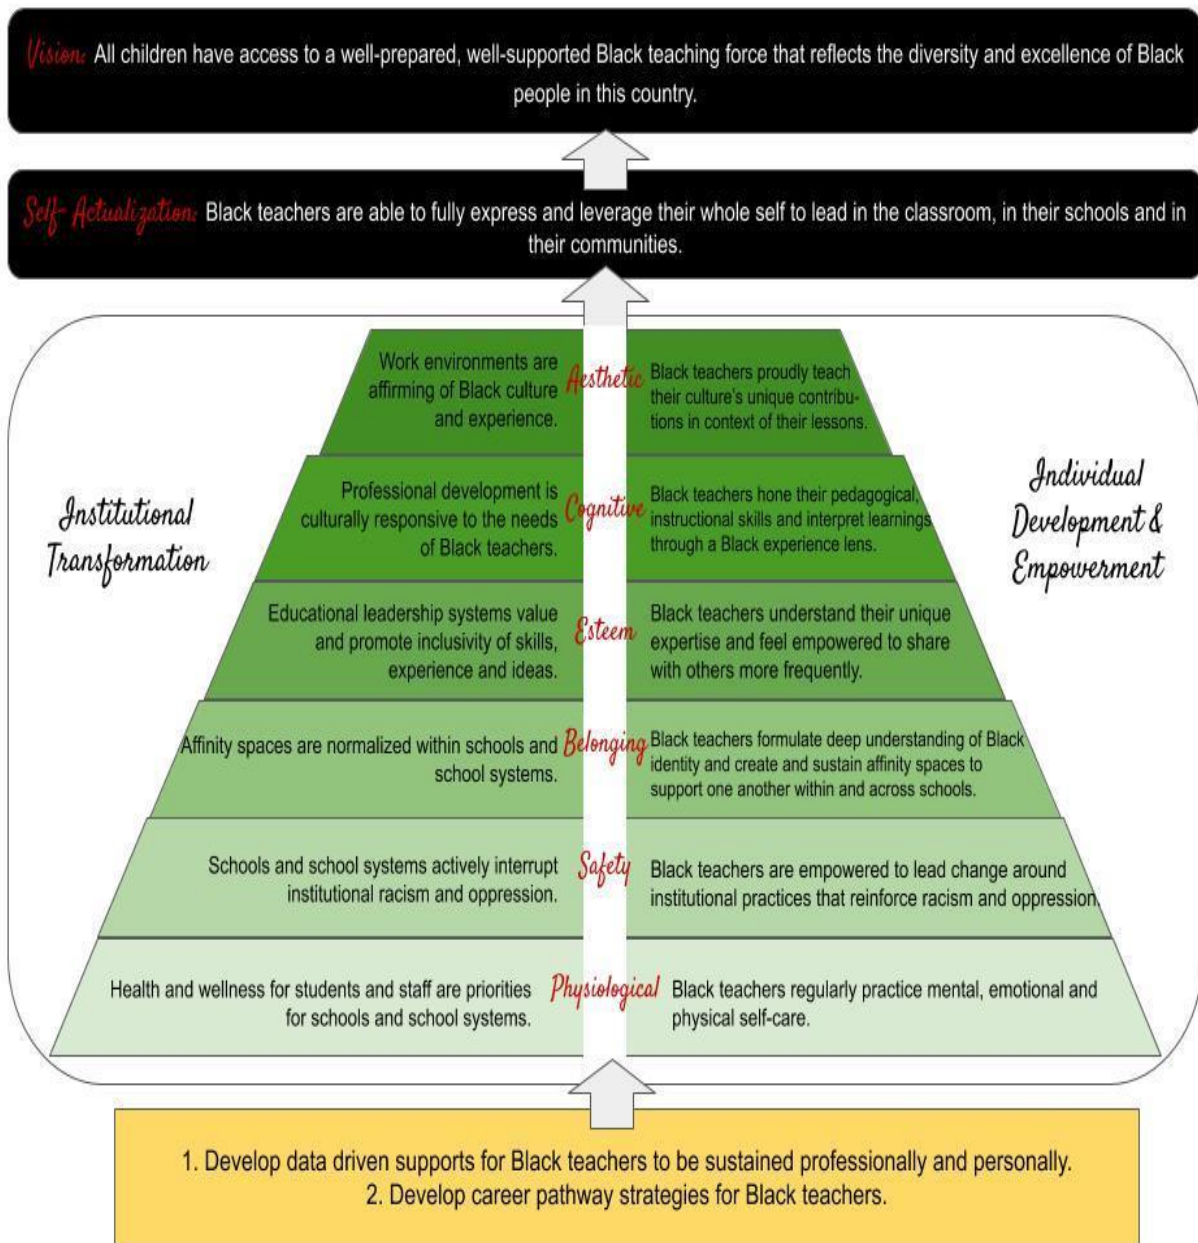 Vision: All children have access to a well-prepared, well-supported Black teaching force that reflects the diversity and excellence of Black
people in this country.
Self- Actualization: Black teachers are able to fully express and leverage their whole self to lead in the classroom, in their schools and in
their communities.
Institutional
Transformation
Individual
Development &
Empowerment
Work environments are
affirming of Black culture
and experience.
Aesthetic
Black teachers proudly teach
their culture's unique contribu-
tions in context of their lessons.
Professional development is
culturally responsive to the needs
of Black teachers.
Cognitive
Black teachers hone their pedagogical,
instructional skills and interpret learnings
through a Black experience lens.
Educational leadership systems value
and promote inclusivity of skills,
experience and ideas.
Esteem
Black teachers understand their unique
expertise and feel empowered to share
with others more frequently.
Affinity spaces are normalized within schools and
school systems.
Belonging
Black teachers formulate deep understanding of Black
identity and create and sustain affinity spaces to
support one another within and across schools.
Schools and school systems actively interrupt
institutional racism and oppression.
Safety
Black teachers are empowered to lead change around
institutional practices that reinforce racism and oppression.
Health and wellness for students and staff are priorities
for schools and school systems.
Physiological
Black teachers regularly practice mental, emotional and
physical self-care.
1. Develop data driven supports for Black teachers to be sustained professionally and personally.
2. Develop career pathway strategies for Black teachers.